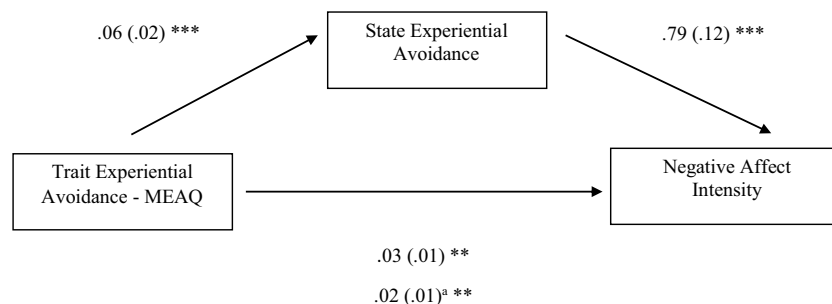 .06 (.02) ***
State Experiential
Avoidance
.79 (.12) ***
Trait Experiential
Avoidance - MEAQ
Negative Affect
Intensity
.03 (.01) **
.02 (.01)ᵃ **